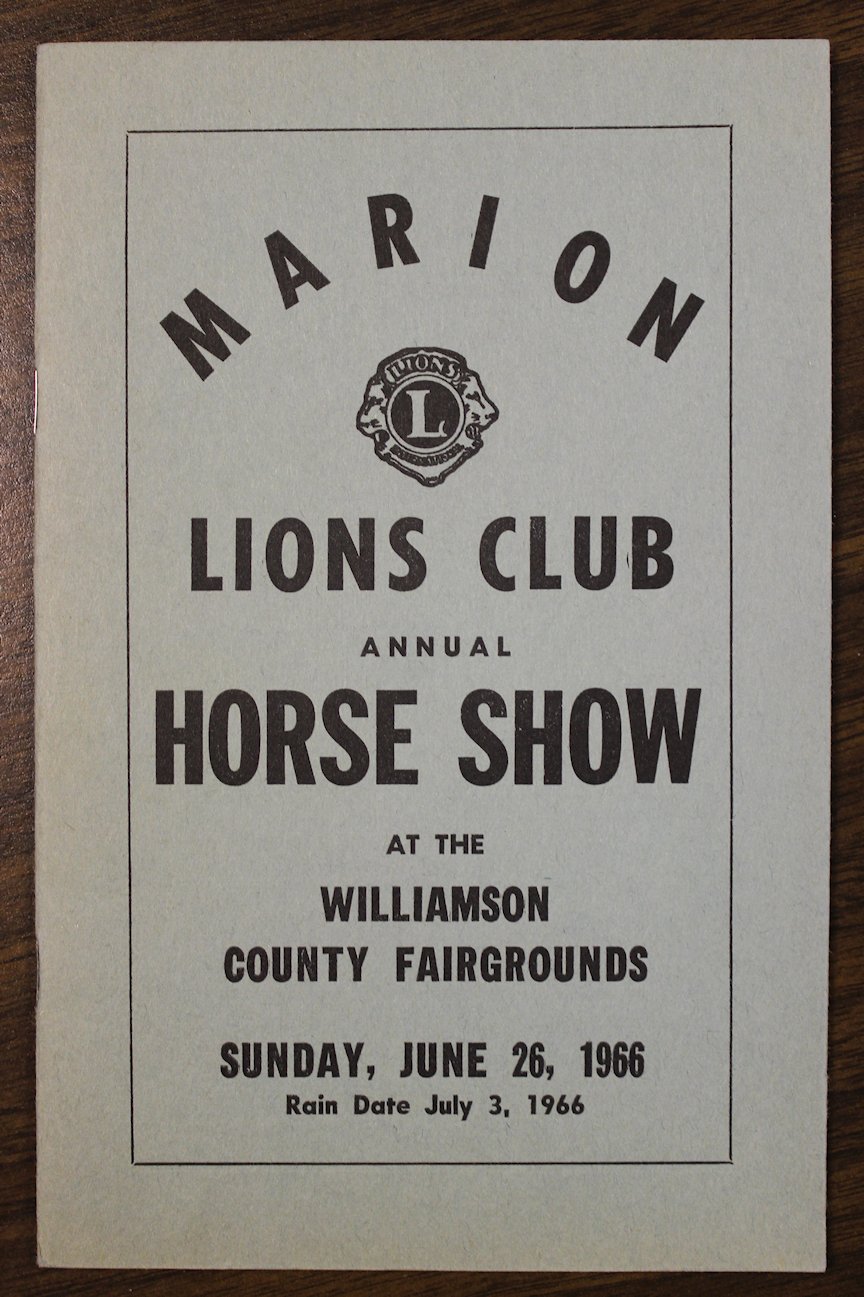 MARION
LIONS
L
LIONS CLUB
ANNUAL
HORSE SHOW
AT THE
WILLIAMSON
COUNTY FAIRGROUNDS
SUNDAY, JUNE 26, 1966
Rain Date July 3, 1966